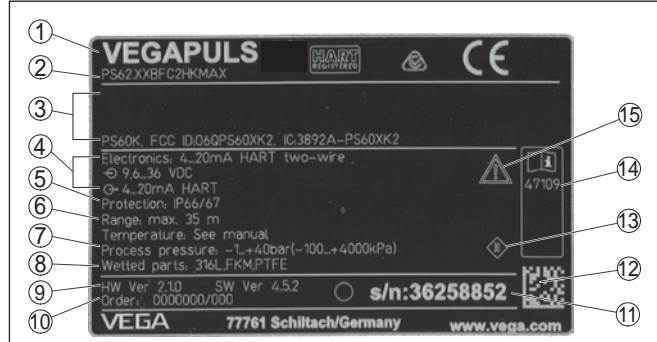 1 VEGAPULS HART REGISTERED CE
2 PS62.XXBFC2HKMAX
3
PS60K, FCC ID:O6QPS60XK2, IC:3892A-PS60XK2
15
4 Electronics: 4...20mA HART two-wire
9,6...36 VDC
4...20mA HART
i
47109
14
5 Protection: IP66/67
6 Range: max. 35 m
Temperature: See manual
13
7 Process pressure: -1...+40bar(-100...+4000kPa)
8 Wetted parts: 316L,FKM,PTFE
12
9 HW Ver 2.1.0 SW Ver 4.5.2
10 Order: 0000000/000
s/n:36258852 11
VEGA 77761 Schiltach/Germany www.vega.com